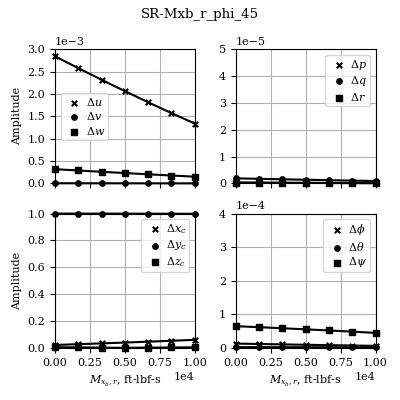 SR-Mxb_r_phi_45
1e−3
1e−5
3.0
2.5
2.0
1.5
1.0
0.5
0.0
Amplitude
Δu
Δv
Δw
5
4
3
2
1
0
Δp
Δq
Δr
1e−4
1.0
0.8
0.6
0.4
0.2
0.0
Amplitude
Δx_c
Δy_c
Δz_c
4
3
2
1
0
Δϕ
Δθ
Δψ
0.00 0.25 0.50 0.75 1.00
1e4
M_{x_b,r}, ft-lbf-s
0.00 0.25 0.50 0.75 1.00
1e4
M_{x_b,r}, ft-lbf-s